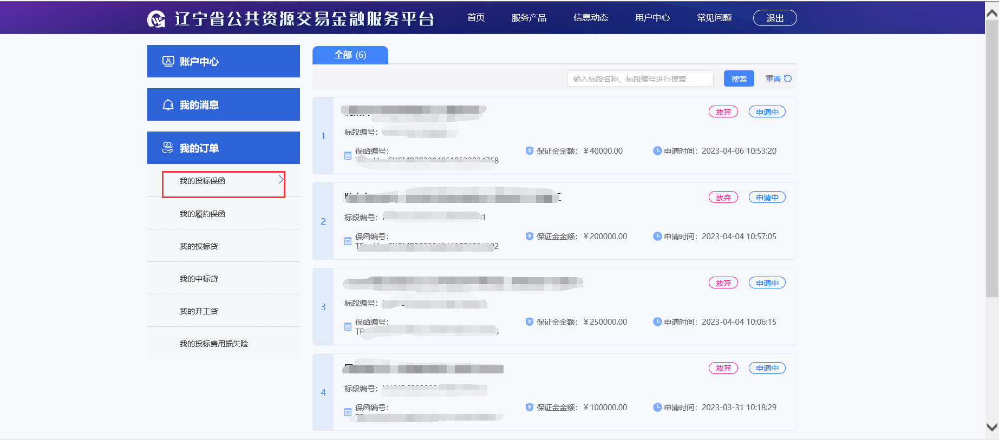 辽宁省公共资源交易金融服务平台
首页 服务产品 信息动态 用户中心 常见问题 退出
账户中心
我的消息
我的订单
我的投标保函
我的履约保函
我的投标贷
我的中标贷
我的开工贷
我的投标费用损失险
全部 (6)
输入标段名称、标段编号进行搜索 搜索 重置
1
放弃 申请中
标段编号：
保函编号：
保证金金额：￥40000.00 申请时间：2023-04-06 10:53:20
2
放弃 申请中
标段编号：
保函编号：
保证金金额：￥200000.00 申请时间：2023-04-04 10:57:05
3
放弃 申请中
标段编号：
保函编号：
保证金金额：￥250000.00 申请时间：2023-04-04 10:06:15
4
放弃 申请中
标段编号：
保函编号：
保证金金额：￥100000.00 申请时间：2023-03-31 10:18:29